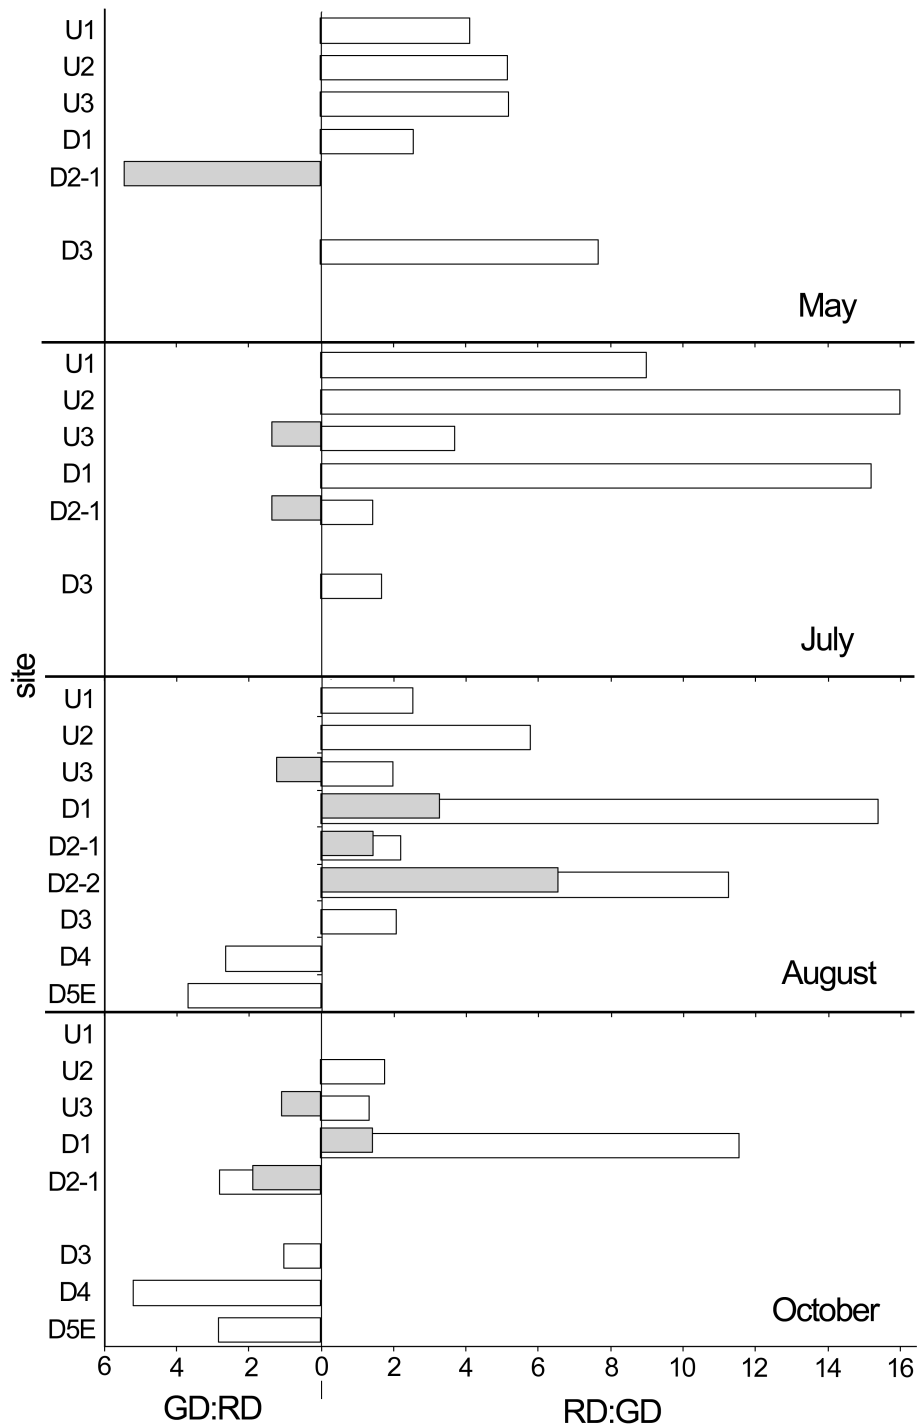 U1
U2
U3
D1
D2-1
D3
May
U1
U2
U3
D1
D2-1
D3
July
site
U1
U2
U3
D1
D2-1
D2-2
D3
D4
D5E
August
U1
U2
U3
D1
D2-1
D3
D4
D5E
October
6 4 2 0 2 4 6 8 10 12 14 16
GD:RD RD:GD